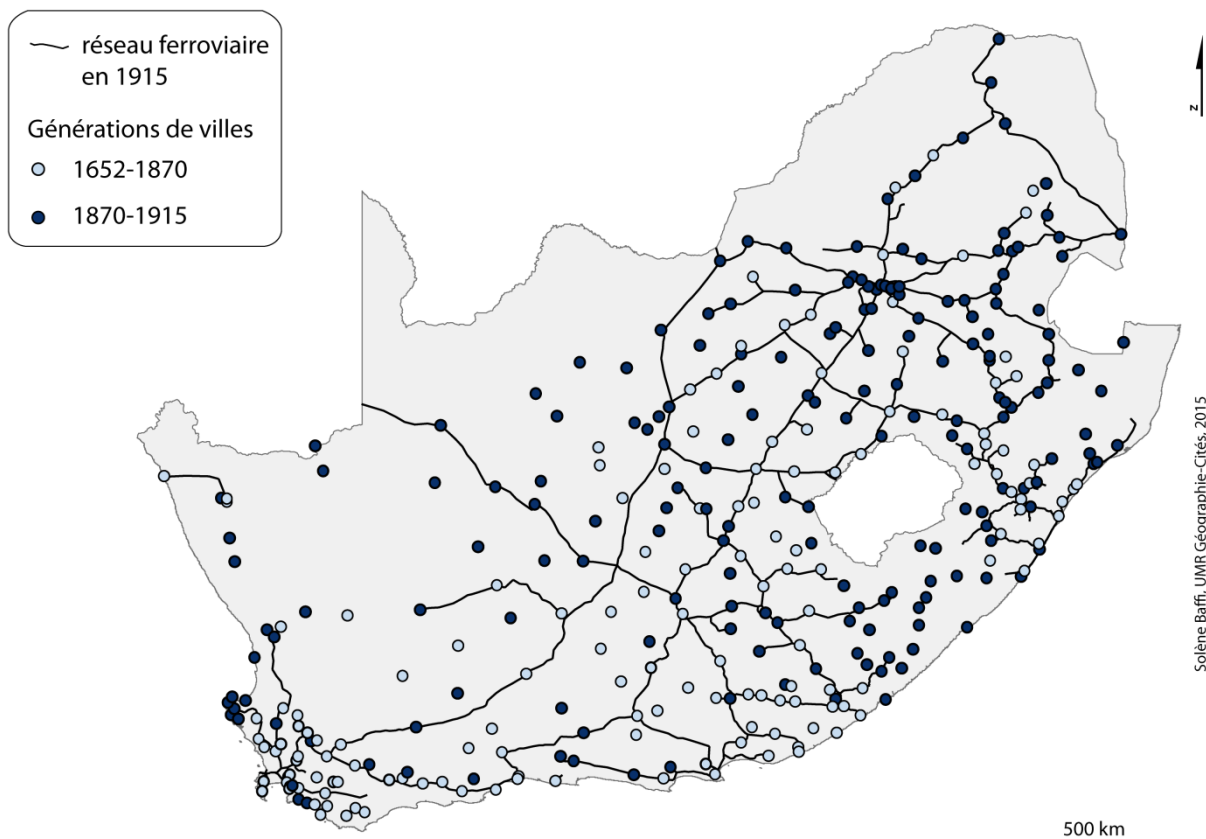 réseau ferroviaire
en 1915
Générations de villes
1652-1870
1870-1915
N
Solène Baffi. UMR Géographie-Cités, 2015
500 km